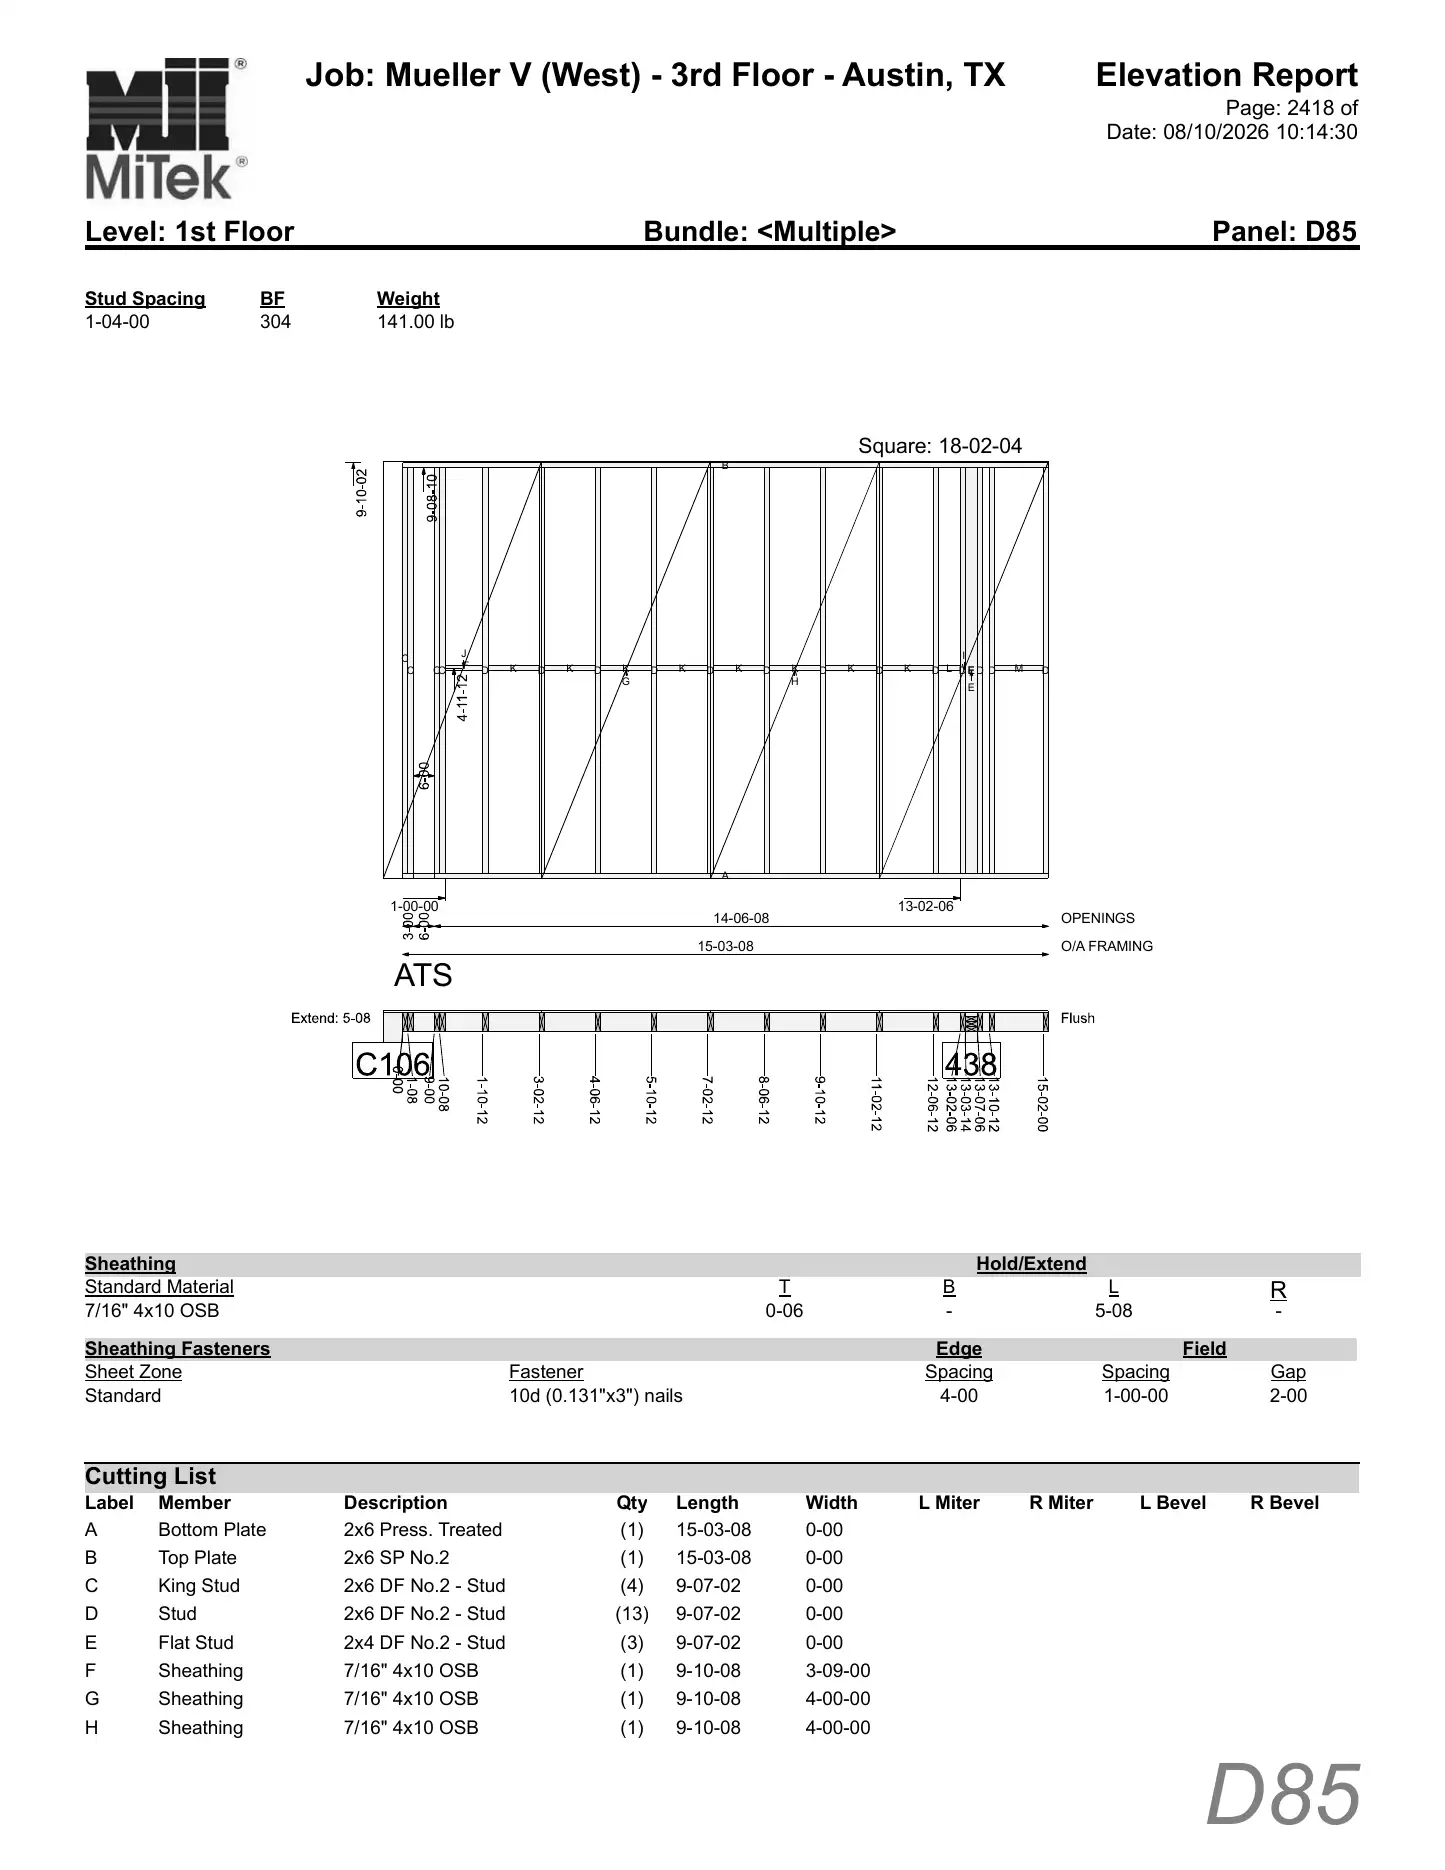 Job: Mueller V (West) - 3rd Floor - Austin, TX
Elevation Report
Page: 2418 of
Date: 08/10/2026 10:14:30
MiTek®
Level: 1st Floor Bundle: <Multiple> Panel: D85
Stud Spacing BF Weight
1-04-00 304 141.00 lb
Square: 18-02-04
B
9-10-02
9-08-10
C
J
K K K K K K K K L I E M
G H E
4-11-12
6-00
A
1-00-00 13-02-06
3-00 6-00 14-06-08 OPENINGS
15-03-08 O/A FRAMING
ATS
Extend: 5-08 Flush
C106 438
0-00 1-08 9-00 10-08 1-10-12 3-02-12 4-06-12 5-10-12 7-02-12 8-06-12 9-10-12 11-02-12 12-06-12 13-02-06 13-03-14 13-07-06 13-10-12 15-02-00
Sheathing Hold/Extend
Standard Material T B L R
7/16" 4x10 OSB 0-06 - 5-08 -
Sheathing Fasteners Edge Field
Sheet Zone Fastener Spacing Spacing Gap
Standard 10d (0.131"x3") nails 4-00 1-00-00 2-00
Cutting List
Label Member Description Qty Length Width L Miter R Miter L Bevel R Bevel
A Bottom Plate 2x6 Press. Treated (1) 15-03-08 0-00
B Top Plate 2x6 SP No.2 (1) 15-03-08 0-00
C King Stud 2x6 DF No.2 - Stud (4) 9-07-02 0-00
D Stud 2x6 DF No.2 - Stud (13) 9-07-02 0-00
E Flat Stud 2x4 DF No.2 - Stud (3) 9-07-02 0-00
F Sheathing 7/16" 4x10 OSB (1) 9-10-08 3-09-00
G Sheathing 7/16" 4x10 OSB (1) 9-10-08 4-00-00
H Sheathing 7/16" 4x10 OSB (1) 9-10-08 4-00-00
D85